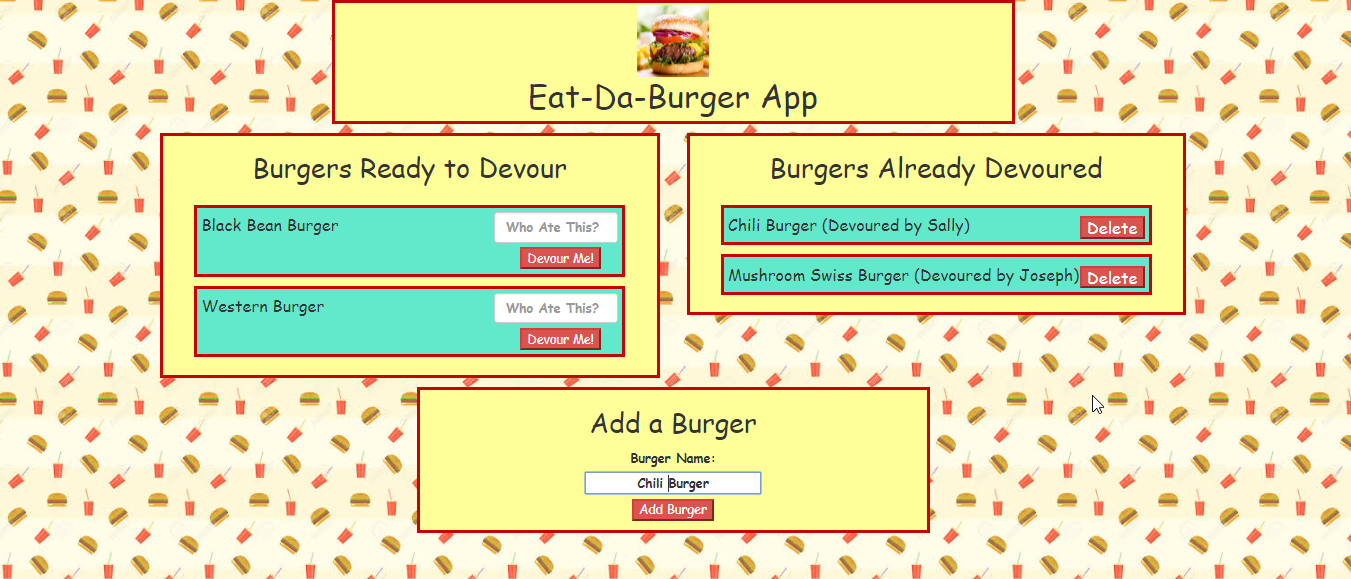 Eat-Da-Burger App
Burgers Ready to Devour
Black Bean Burger
Who Ate This?
Devour Me!
Western Burger
Who Ate This?
Devour Me!
Burgers Already Devoured
Chili Burger (Devoured by Sally)
Delete
Mushroom Swiss Burger (Devoured by Joseph)
Delete
Add a Burger
Burger Name:
Chili Burger
Add Burger